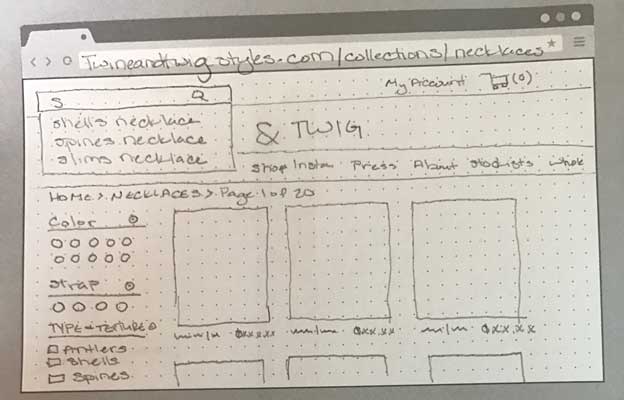 Twineandtwig.styles.com/collections/necklaces
My Account (0)
S
shells necklace
spines necklace
slims necklace
& TWIG
Shop Insta Press About Stockists Whole
HOME > NECKLACES > Page 1 of 20
Color
Strap
$xx.xx $xx.xx $xx.xx
TYPE + TEXTURE
Antlers
Shells
Spines